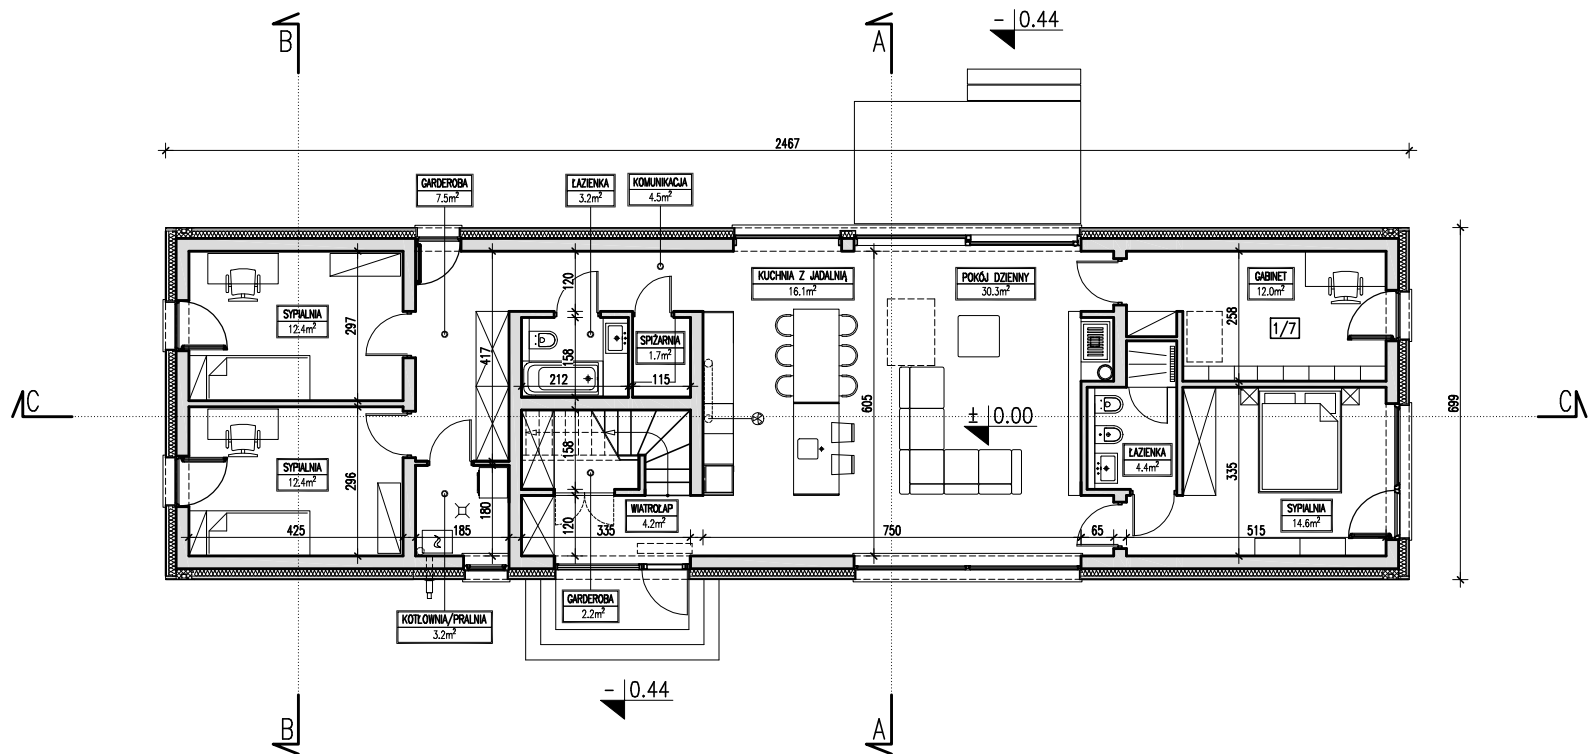 - 0.44
B
A
2467
GARDEROBA
7.5m²
ŁAZIENKA
3.2m²
KOMUNIKACJA
4.5m²
120
KUCHNIA Z JADALNIĄ
16.1m²
POKÓJ DZIENNY
30.3m²
GABINET
12.0m²
SYPIALNIA
12.4m²
297
417
158
SPIŻARNIA
1.7m²
258
1/7
212
115
C
605
± 0.00
699
C
SYPIALNIA
12.4m²
296
158
ŁAZIENKA
4.4m²
335
180
WIATROŁAP
4.2m²
SYPIALNIA
14.6m²
425
185
120
335
750
65
515
GARDEROBA
2.2m²
KOTŁOWNIA/PRALNIA
3.2m²
- 0.44
B
A